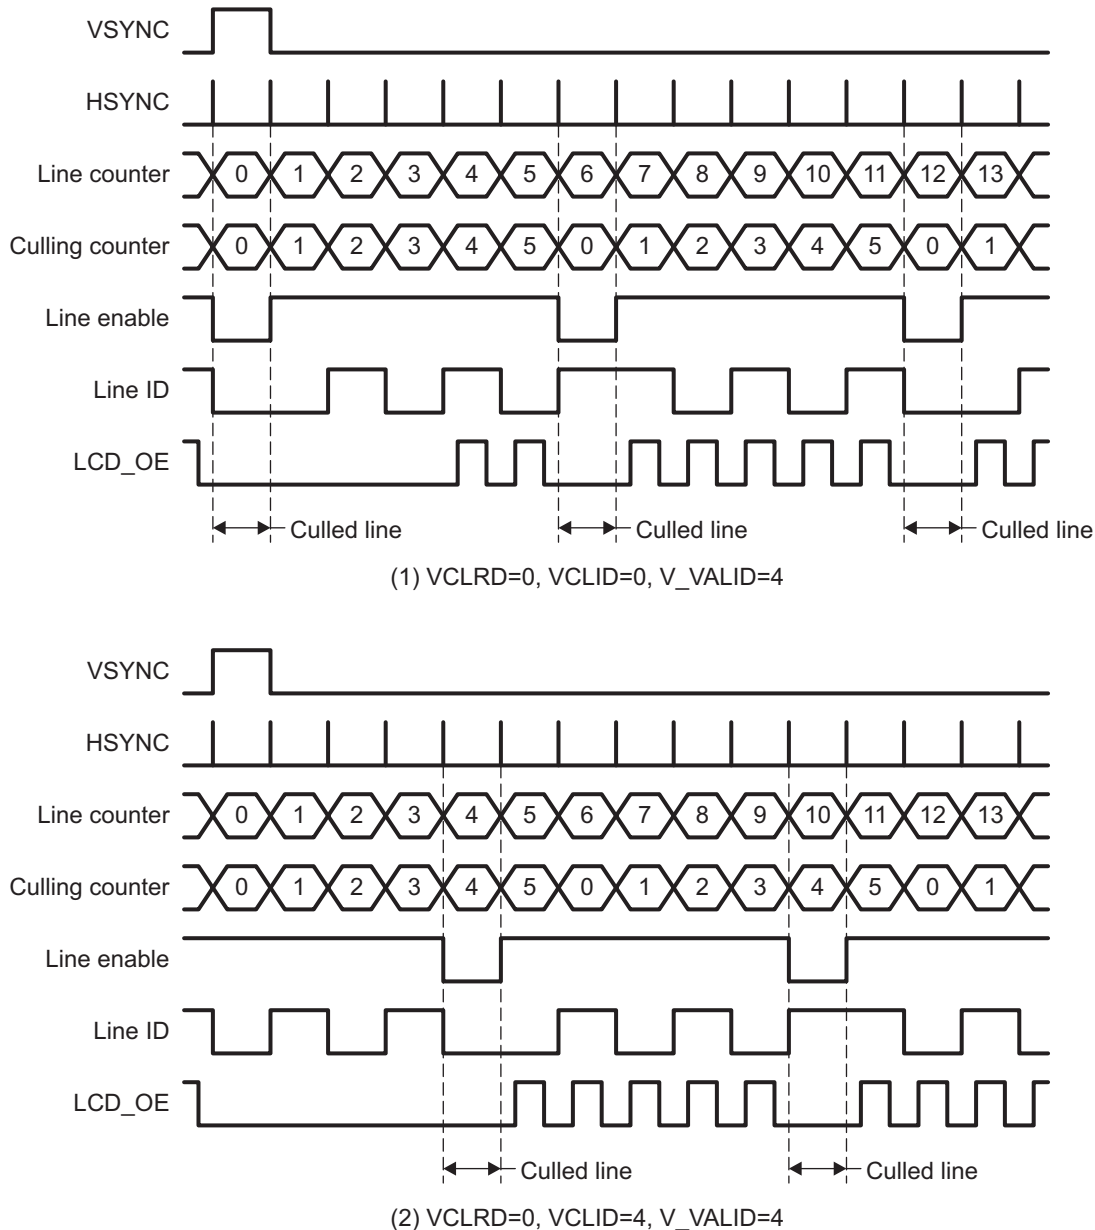 VSYNC
HSYNC
Line counter 0 1 2 3 4 5 6 7 8 9 10 11 12 13
Culling counter 0 1 2 3 4 5 0 1 2 3 4 5 0 1
Line enable
Line ID
LCD_OE
Culled line Culled line Culled line
(1) VCLRD=0, VCLID=0, V_VALID=4
VSYNC
HSYNC
Line counter 0 1 2 3 4 5 6 7 8 9 10 11 12 13
Culling counter 0 1 2 3 4 5 0 1 2 3 4 5 0 1
Line enable
Line ID
LCD_OE
Culled line Culled line
(2) VCLRD=0, VCLID=4, V_VALID=4